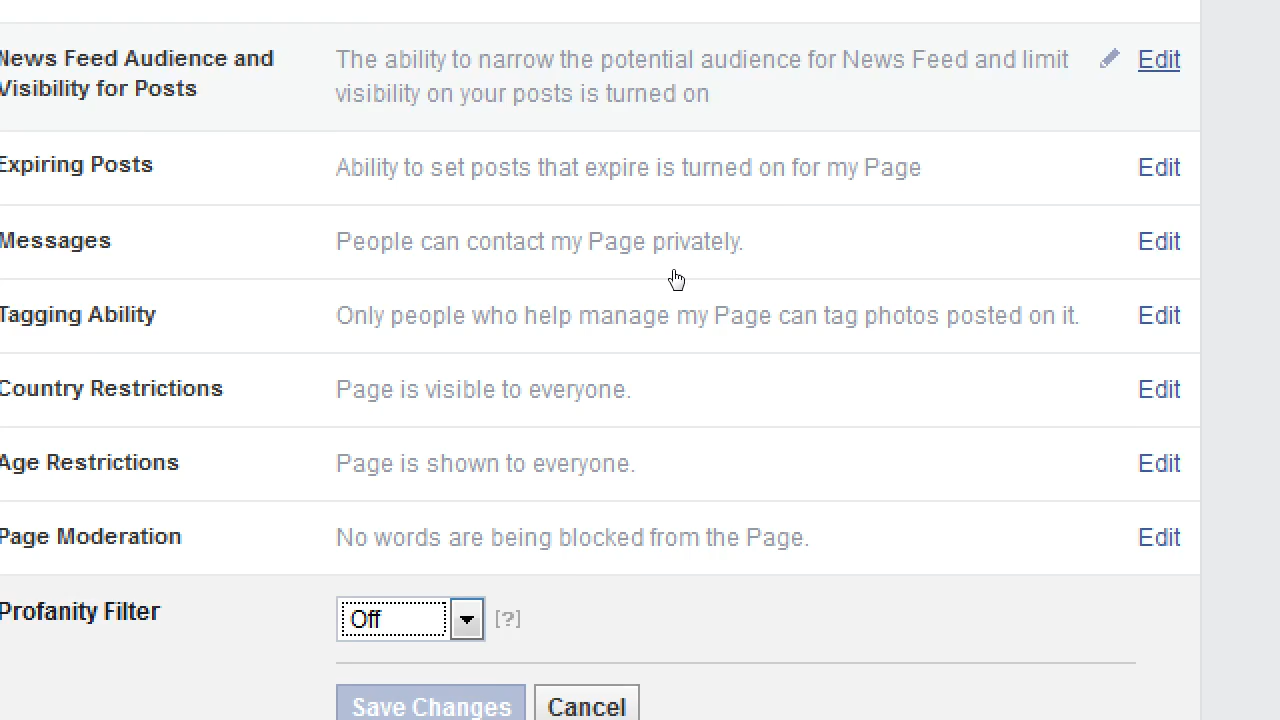 News Feed Audience and
Visibility for Posts
The ability to narrow the potential audience for News Feed and limit
visibility on your posts is turned on
Edit
Expiring Posts
Ability to set posts that expire is turned on for my Page
Edit
Messages
People can contact my Page privately.
Edit
Tagging Ability
Only people who help manage my Page can tag photos posted on it.
Edit
Country Restrictions
Page is visible to everyone.
Edit
Age Restrictions
Page is shown to everyone.
Edit
Page Moderation
No words are being blocked from the Page.
Edit
Profanity Filter
Off
[?]
Save Changes
Cancel